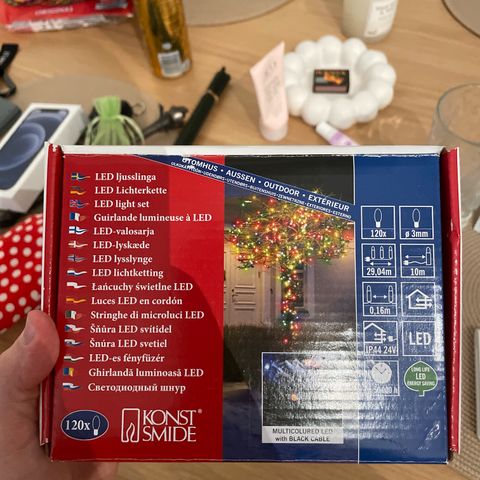 UTOMHUS • AUSSEN • OUTDOOR • EXTÉRIEUR
LED ljusslinga
LED Lichterkette
LED light set
Guirlande lumineuse à LED
LED-valosarja
LED-lyskæde
LED lysslynge
LED lichtketting
Łańcuchy świetlne LED
Luces LED en cordón
Stringhe di microluci LED
Šňůra LED svítidel
Šnúra LED svetiel
LED-es fényfüzér
Ghirlandă luminoasă LED
Светодиодный шнур
120x
KONST
SMIDE®
120x
ø 3mm
29,04m
10m
0,16m
IP44 24V
LED
LONG LIFE
LED
ENERGY SAVING
MULTICOLOURED LED
with BLACK CABLE